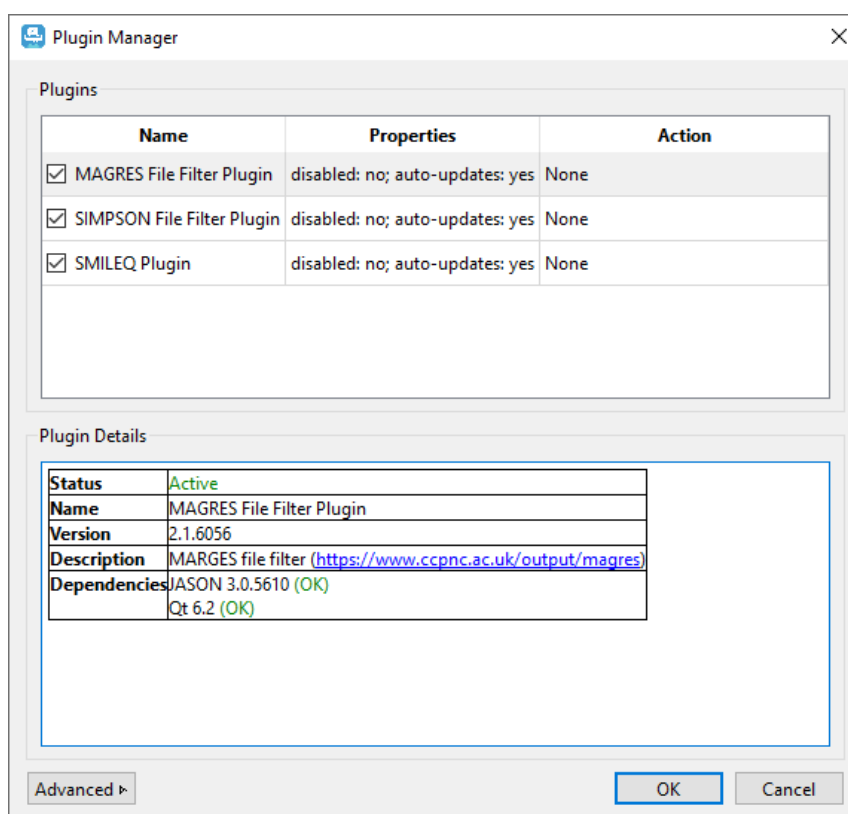 Plugin Manager
Plugins
Name Properties Action
MAGRES File Filter Plugin disabled: no; auto-updates: yes None
SIMPSON File Filter Plugin disabled: no; auto-updates: yes None
SMILEQ Plugin disabled: no; auto-updates: yes None
Plugin Details
Status Active
Name MAGRES File Filter Plugin
Version 2.1.6056
Description MARGES file filter (https://www.ccpnc.ac.uk/output/magres)
Dependencies JASON 3.0.5610 (OK)
Qt 6.2 (OK)
Advanced OK Cancel